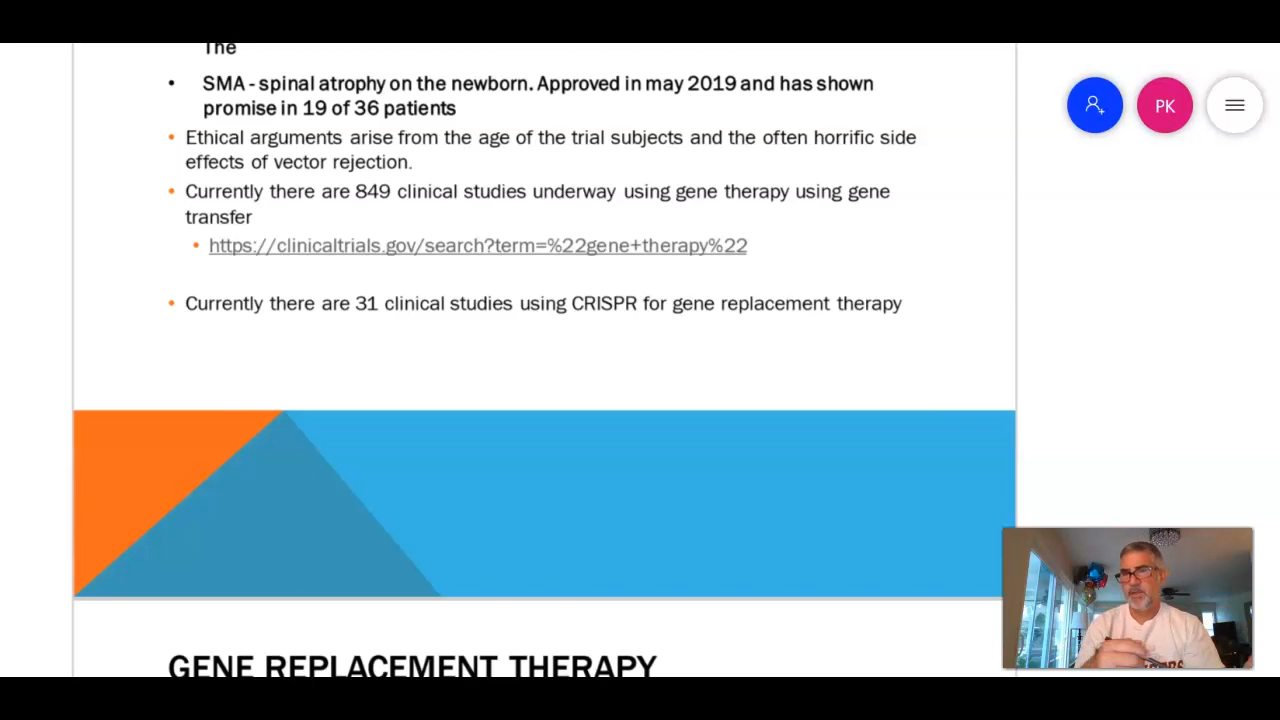 The
• SMA - spinal atrophy on the newborn. Approved in may 2019 and has shown
promise in 19 of 36 patients
• Ethical arguments arise from the age of the trial subjects and the often horrific side
effects of vector rejection.
• Currently there are 849 clinical studies underway using gene therapy using gene
transfer
• https://clinicaltrials.gov/search?term=%22gene+therapy%22
• Currently there are 31 clinical studies using CRISPR for gene replacement therapy
GENE REPLACEMENT THERAPY
PK